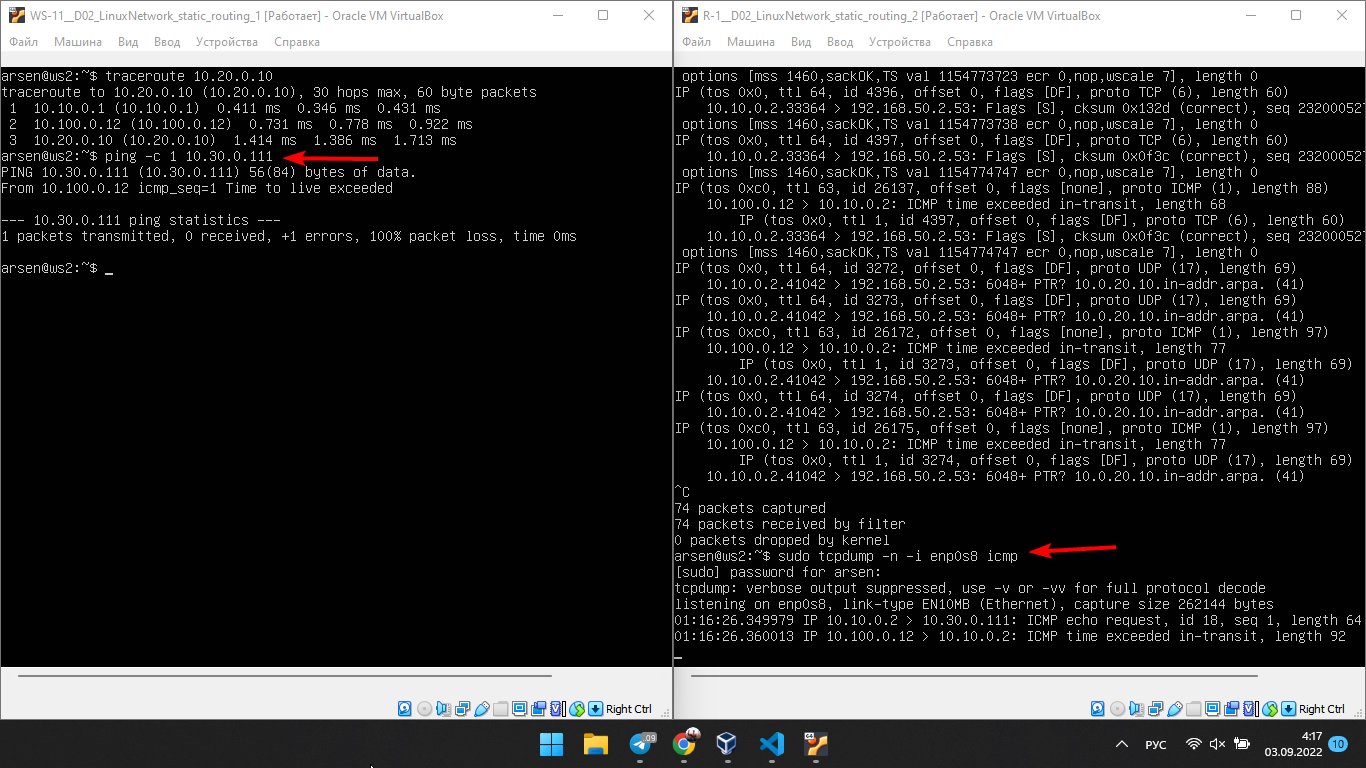 WS-11__D02_LinuxNetwork_static_routing_1 [Работает] - Oracle VM VirtualBox
Файл Машина Вид Ввод Устройства Справка
arsen@ws2:~$ traceroute 10.20.0.10
traceroute to 10.20.0.10 (10.20.0.10), 30 hops max, 60 byte packets
1 10.10.0.1 (10.10.0.1) 0.411 ms 0.346 ms 0.431 ms
2 10.100.0.12 (10.100.0.12) 0.731 ms 0.778 ms 0.922 ms
3 10.20.0.10 (10.20.0.10) 1.414 ms 1.386 ms 1.713 ms
arsen@ws2:~$ ping -c 1 10.30.0.111
PING 10.30.0.111 (10.30.0.111) 56(84) bytes of data.
From 10.100.0.12 icmp_seq=1 Time to live exceeded
--- 10.30.0.111 ping statistics ---
1 packets transmitted, 0 received, +1 errors, 100% packet loss, time 0ms
arsen@ws2:~$ _
Right Ctrl
R-1__D02_LinuxNetwork_static_routing_2 [Работает] - Oracle VM VirtualBox
Файл Машина Вид Ввод Устройства Справка
options [mss 1460,sackOK,TS val 1154773723 ecr 0,nop,wscale 7], length 0
IP (tos 0x0, ttl 64, id 4396, offset 0, flags [DF], proto TCP (6), length 60)
10.10.0.2.33364 > 192.168.50.2.53: Flags [S], cksum 0x132d (correct), seq 232000527
options [mss 1460,sackOK,TS val 1154773738 ecr 0,nop,wscale 7], length 0
IP (tos 0x0, ttl 64, id 4397, offset 0, flags [DF], proto TCP (6), length 60)
10.10.0.2.33364 > 192.168.50.2.53: Flags [S], cksum 0x0f3c (correct), seq 232000527
options [mss 1460,sackOK,TS val 1154774747 ecr 0,nop,wscale 7], length 0
IP (tos 0xc0, ttl 63, id 26137, offset 0, flags [none], proto ICMP (1), length 88)
10.100.0.12 > 10.10.0.2: ICMP time exceeded in-transit, length 68
IP (tos 0x0, ttl 1, id 4397, offset 0, flags [DF], proto TCP (6), length 60)
10.10.0.2.33364 > 192.168.50.2.53: Flags [S], cksum 0x0f3c (correct), seq 232000527
options [mss 1460,sackOK,TS val 1154774747 ecr 0,nop,wscale 7], length 0
IP (tos 0x0, ttl 64, id 3272, offset 0, flags [DF], proto UDP (17), length 69)
10.10.0.2.41042 > 192.168.50.2.53: 6048+ PTR? 10.0.20.10.in-addr.arpa. (41)
IP (tos 0x0, ttl 64, id 3273, offset 0, flags [DF], proto UDP (17), length 69)
10.10.0.2.41042 > 192.168.50.2.53: 6048+ PTR? 10.0.20.10.in-addr.arpa. (41)
IP (tos 0xc0, ttl 63, id 26172, offset 0, flags [none], proto ICMP (1), length 97)
10.100.0.12 > 10.10.0.2: ICMP time exceeded in-transit, length 77
IP (tos 0x0, ttl 1, id 3273, offset 0, flags [DF], proto UDP (17), length 69)
10.10.0.2.41042 > 192.168.50.2.53: 6048+ PTR? 10.0.20.10.in-addr.arpa. (41)
IP (tos 0x0, ttl 64, id 3274, offset 0, flags [DF], proto UDP (17), length 69)
10.10.0.2.41042 > 192.168.50.2.53: 6048+ PTR? 10.0.20.10.in-addr.arpa. (41)
IP (tos 0xc0, ttl 63, id 26175, offset 0, flags [none], proto ICMP (1), length 97)
10.100.0.12 > 10.10.0.2: ICMP time exceeded in-transit, length 77
IP (tos 0x0, ttl 1, id 3274, offset 0, flags [DF], proto UDP (17), length 69)
10.10.0.2.41042 > 192.168.50.2.53: 6048+ PTR? 10.0.20.10.in-addr.arpa. (41)
^C
74 packets captured
74 packets received by filter
0 packets dropped by kernel
arsen@ws2:~$ sudo tcpdump -n -i enp0s8 icmp
[sudo] password for arsen:
tcpdump: verbose output suppressed, use -v or -vv for full protocol decode
listening on enp0s8, link-type EN10MB (Ethernet), capture size 262144 bytes
01:16:26.349979 IP 10.10.0.2 > 10.30.0.111: ICMP echo request, id 18, seq 1, length 64
01:16:26.360013 IP 10.100.0.12 > 10.10.0.2: ICMP time exceeded in-transit, length 92
_
Right Ctrl
.09
РУС
4:17
03.09.2022
10